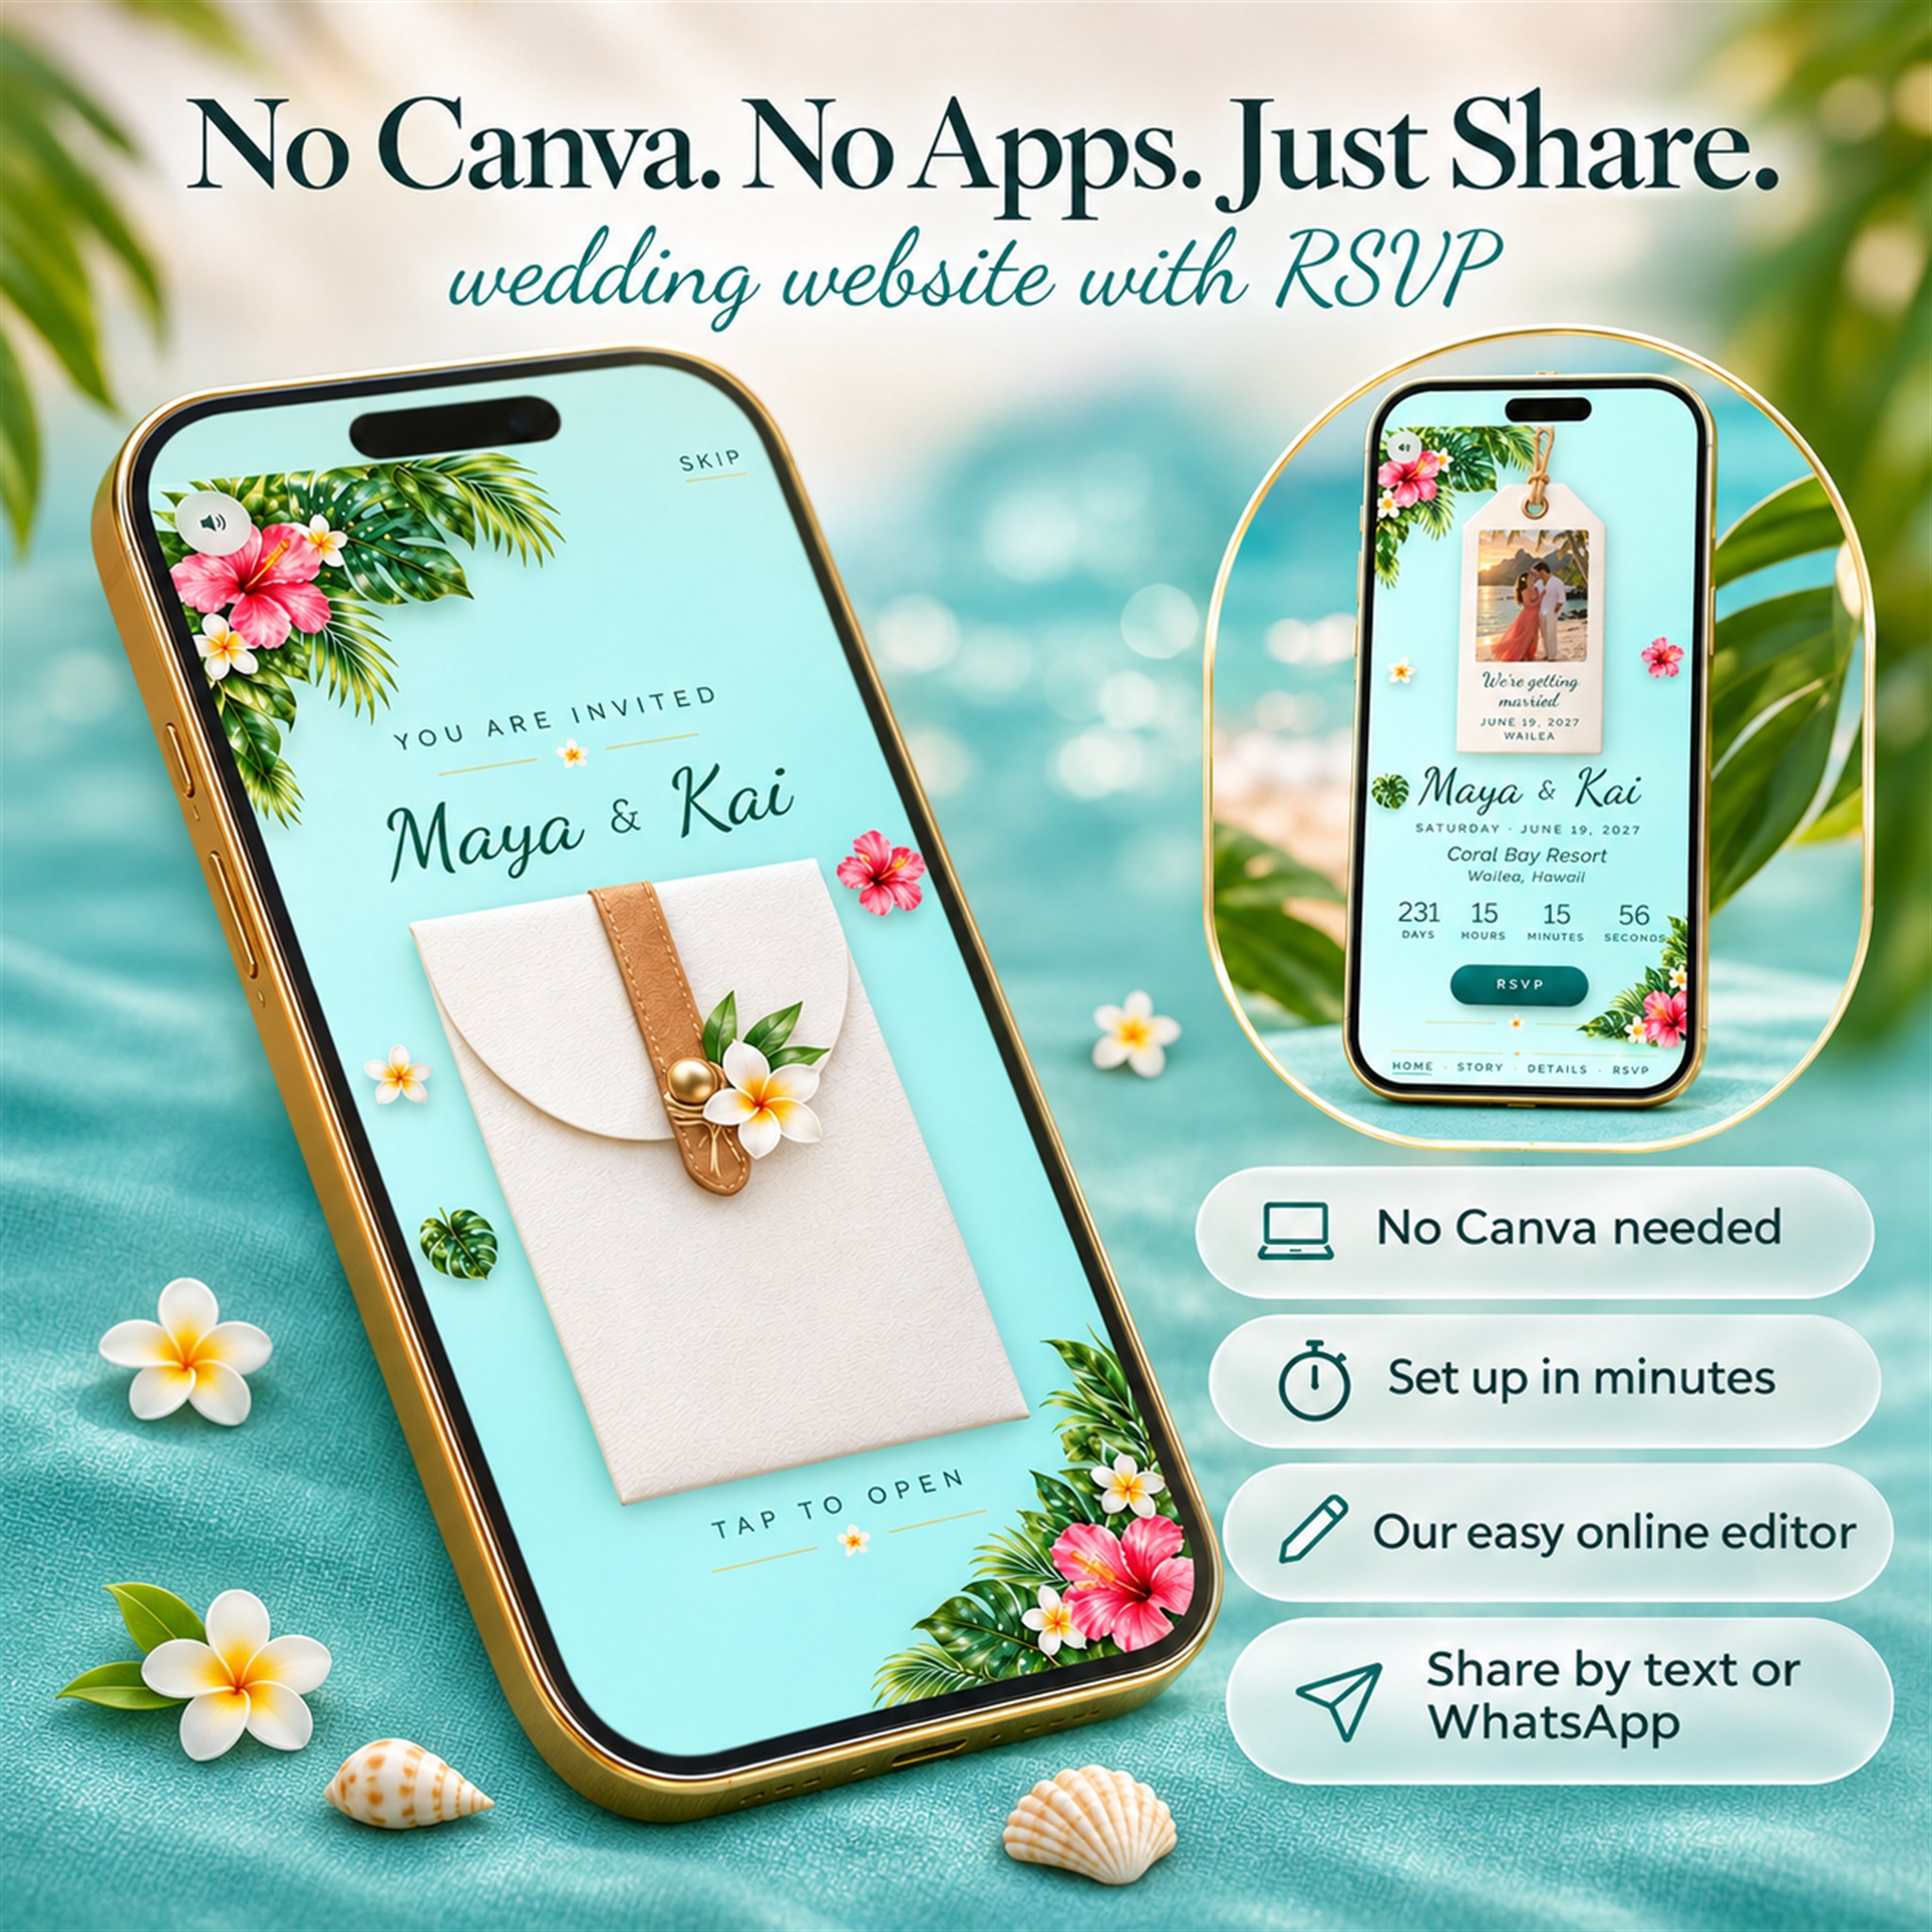 No Canva. No Apps. Just Share.
wedding website with RSVP
SKIP
YOU ARE INVITED
Maya & Kai
TAP TO OPEN
We're getting
married
JUNE 19, 2027
WAILEA
Maya & Kai
SATURDAY · JUNE 19, 2027
Coral Bay Resort
Wailea, Hawaii
231 15 15 56
DAYS HOURS MINUTES SECONDS
RSVP
HOME · STORY · DETAILS · RSVP
No Canva needed
Set up in minutes
Our easy online editor
Share by text or
WhatsApp